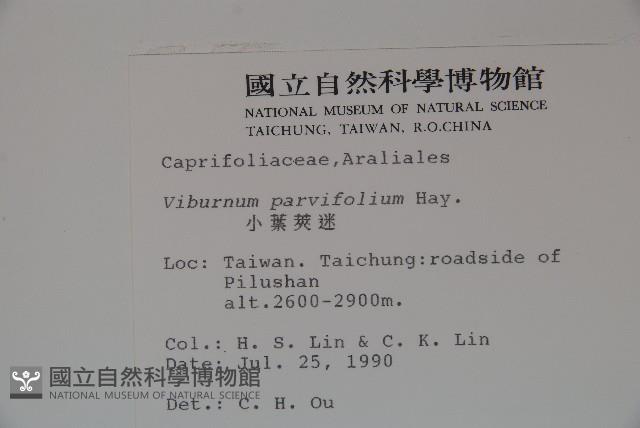 國立自然科學博物館
NATIONAL MUSEUM OF NATURAL SCIENCE
TAICHUNG, TAIWAN, R.O.CHINA
Caprifoliaceae,Araliales
Viburnum parvifolium Hay.
小葉莢迷
Loc: Taiwan. Taichung:roadside of
Pilushan
alt.2600-2900m.
Col.: H. S. Lin & C. K. Lin
Date: Jul. 25, 1990
國立自然科學博物館
NATIONAL MUSEUM OF NATURAL SCIENCE
Det.: C. H. Ou